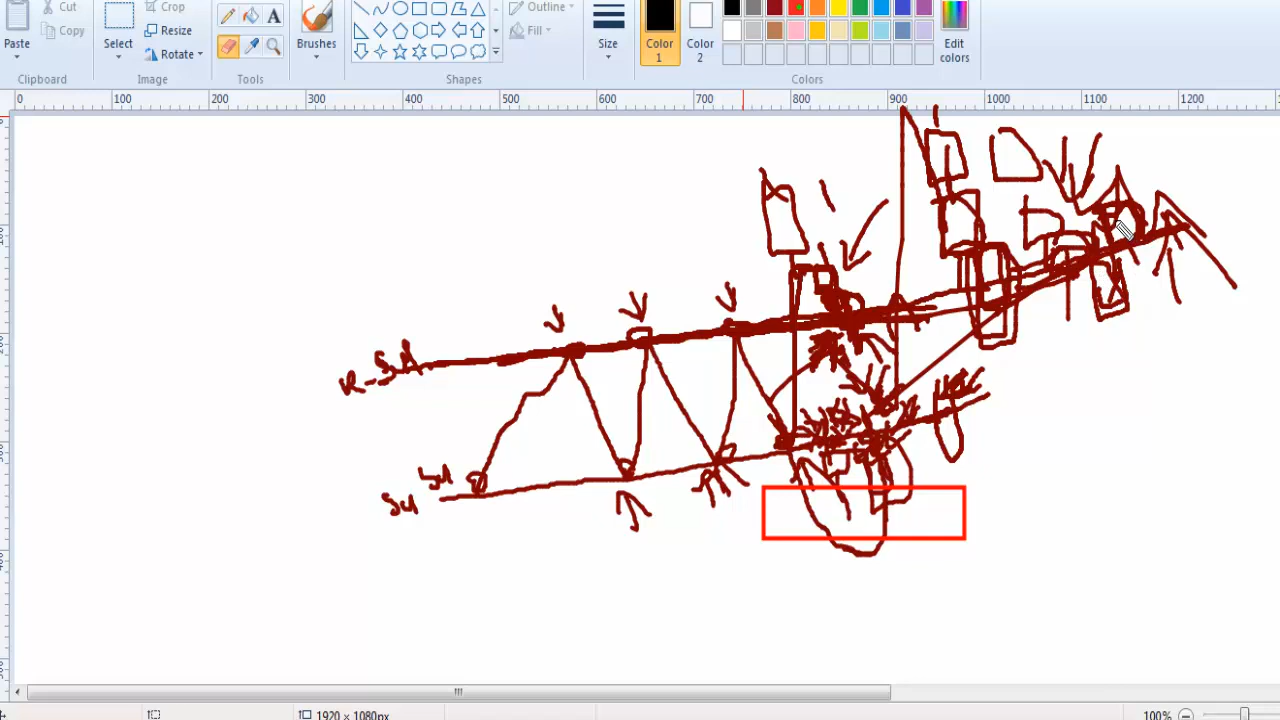 Cut
Crop
Outline
Paste
Copy
Select
Resize
Rotate
Brushes
Fill
Size
Color
1
Color
2
Edit
colors
Clipboard
Image
Tools
Shapes
Colors
0 100 200 300 400 500 600 700 800 900 1000 1100 1200
1920 × 1080px
100%